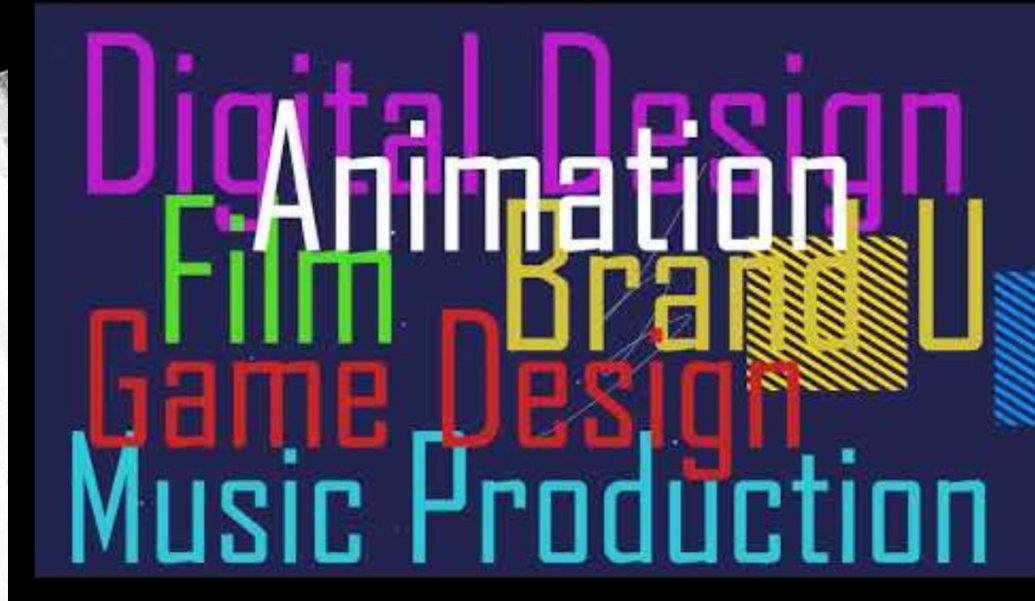 Digital Design
Animation
Film Brand U
Game Design
Music Production